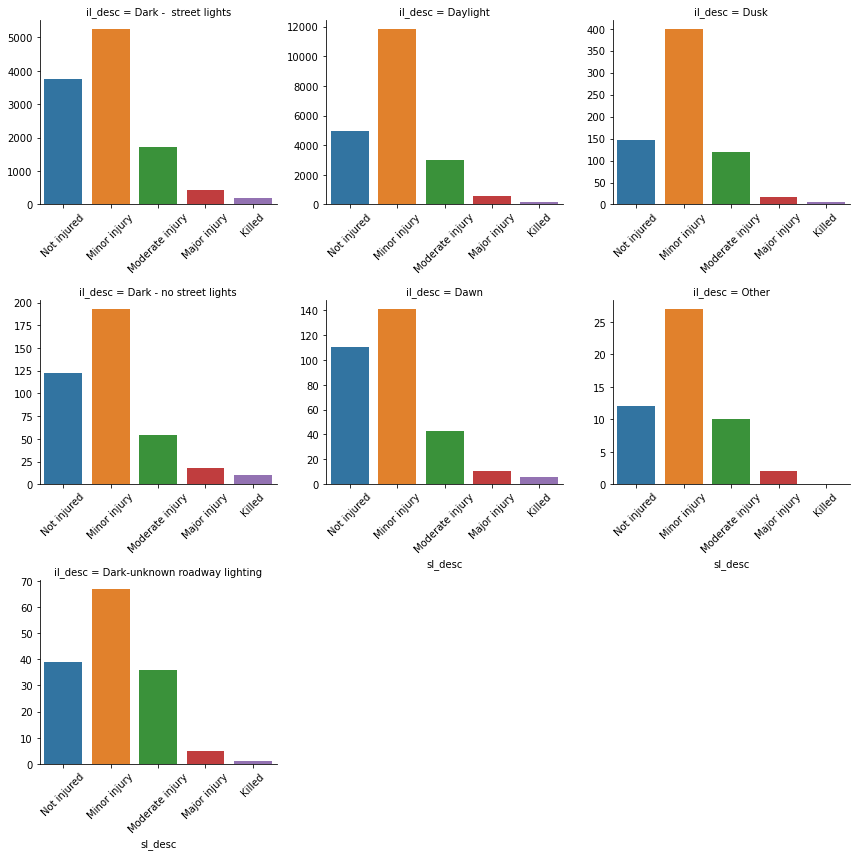 il_desc = Dark -  street lights
5000
4000
3000
2000
1000
0
Not injured
Minor injury
Moderate injury
Major injury
Killed
il_desc = Daylight
12000
10000
8000
6000
4000
2000
0
Not injured
Minor injury
Moderate injury
Major injury
Killed
il_desc = Dusk
400
350
300
250
200
150
100
50
0
Not injured
Minor injury
Moderate injury
Major injury
Killed
il_desc = Dark - no street lights
200
175
150
125
100
75
50
25
0
Not injured
Minor injury
Moderate injury
Major injury
Killed
il_desc = Dawn
140
120
100
80
60
40
20
0
Not injured
Minor injury
Moderate injury
Major injury
Killed
sl_desc
il_desc = Other
25
20
15
10
5
0
Not injured
Minor injury
Moderate injury
Major injury
Killed
sl_desc
il_desc = Dark-unknown roadway lighting
70
60
50
40
30
20
10
0
Not injured
Minor injury
Moderate injury
Major injury
Killed
sl_desc